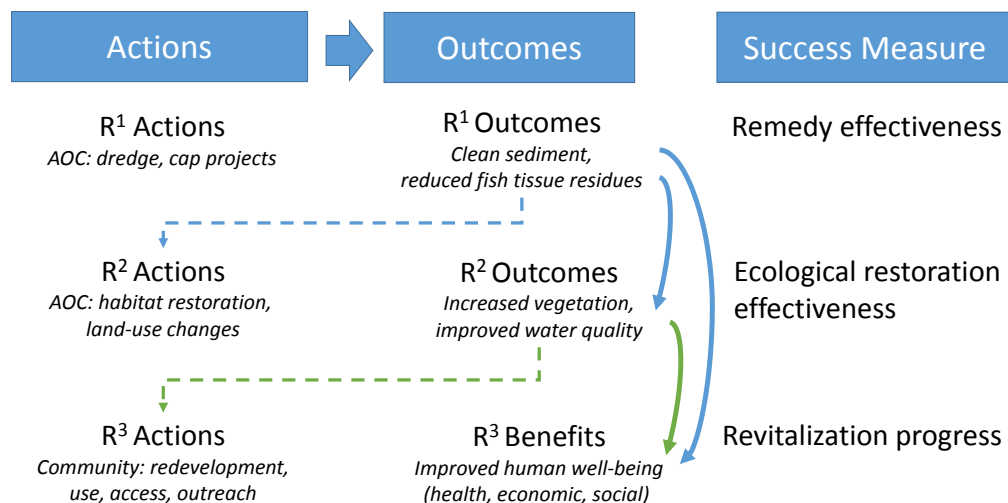 Actions
Outcomes
Success Measure
R¹ Actions
AOC: dredge, cap projects
R¹ Outcomes
Clean sediment,
reduced fish tissue residues
Remedy effectiveness
R² Actions
AOC: habitat restoration,
land-use changes
R² Outcomes
Increased vegetation,
improved water quality
Ecological restoration
effectiveness
R³ Actions
Community: redevelopment,
use, access, outreach
R³ Benefits
Improved human well-being
(health, economic, social)
Revitalization progress